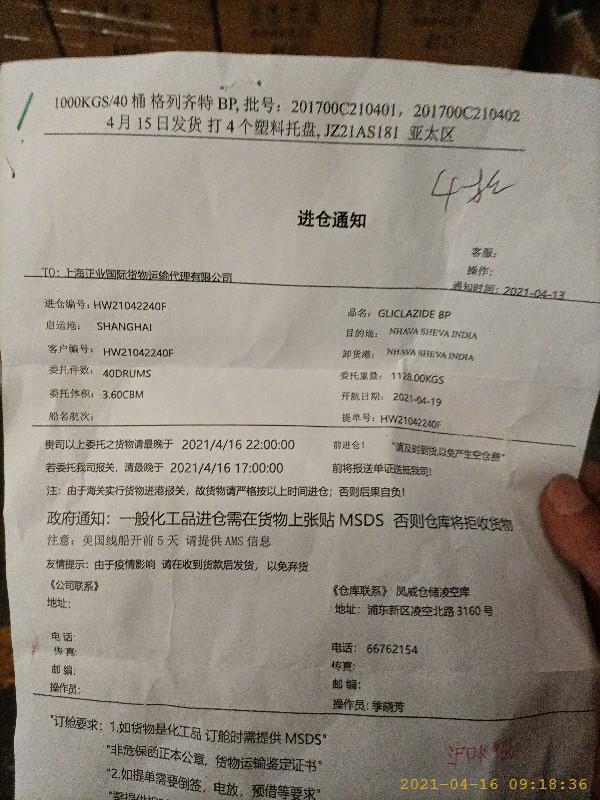 1000KGS/40 桶 格列齐特 BP, 批号：201700C210401，201700C210402
4 月 15 日发货 打 4 个塑料托盘, JZ21AS181 亚太区
进仓通知
客服：
操作：
TO：上海正业国际货物运输代理有限公司
通知时间：2021-04-13
进仓编号：HW21042240F
品名：GLICLAZIDE BP
启运港： SHANGHAI
目的地： NHAVA SHEVA INDIA
客户编号： HW21042240F
卸货港： NHAVA SHEVA INDIA
委托件数： 40DRUMS
委托重量： 1128.00KGS
委托体积： 3.60CBM
开航日期： 2021-04-19
船名航次：
提单号：HW21042240F
贵司以上委托之货物请最晚于 2021/4/16 22:00:00 前进仓！ "请及时到货,以免产生空仓费"
若委托我司报关，请最晚于 2021/4/16 17:00:00 前将报送单证送抵我司！
注：由于海关实行货物进港报关，故货物请严格按以上时间进仓；否则后果自负！
政府通知：一般化工品进仓需在货物上张贴 MSDS 否则仓库将拒收货物
注意：美国线船开前 5 天 请提供 AMS 信息
友情提示：由于疫情影响 请在收到货款后发货， 以免弃货
《公司联系》
《仓库联系》 凤威仓储凌空库
地址：
地址： 浦东新区凌空北路 3160 号
电话：
电话： 66762154
传真：
传真：
邮编：
邮编：
操作员：
操作员：季晓芳
"订舱要求：1.如货物是化工品 订舱时需提供 MSDS"
"非危保函正本公章，货物运输鉴定证书"
"2.如提单需要倒签，电放，预借等要求"
2021-04-16 09:18:36